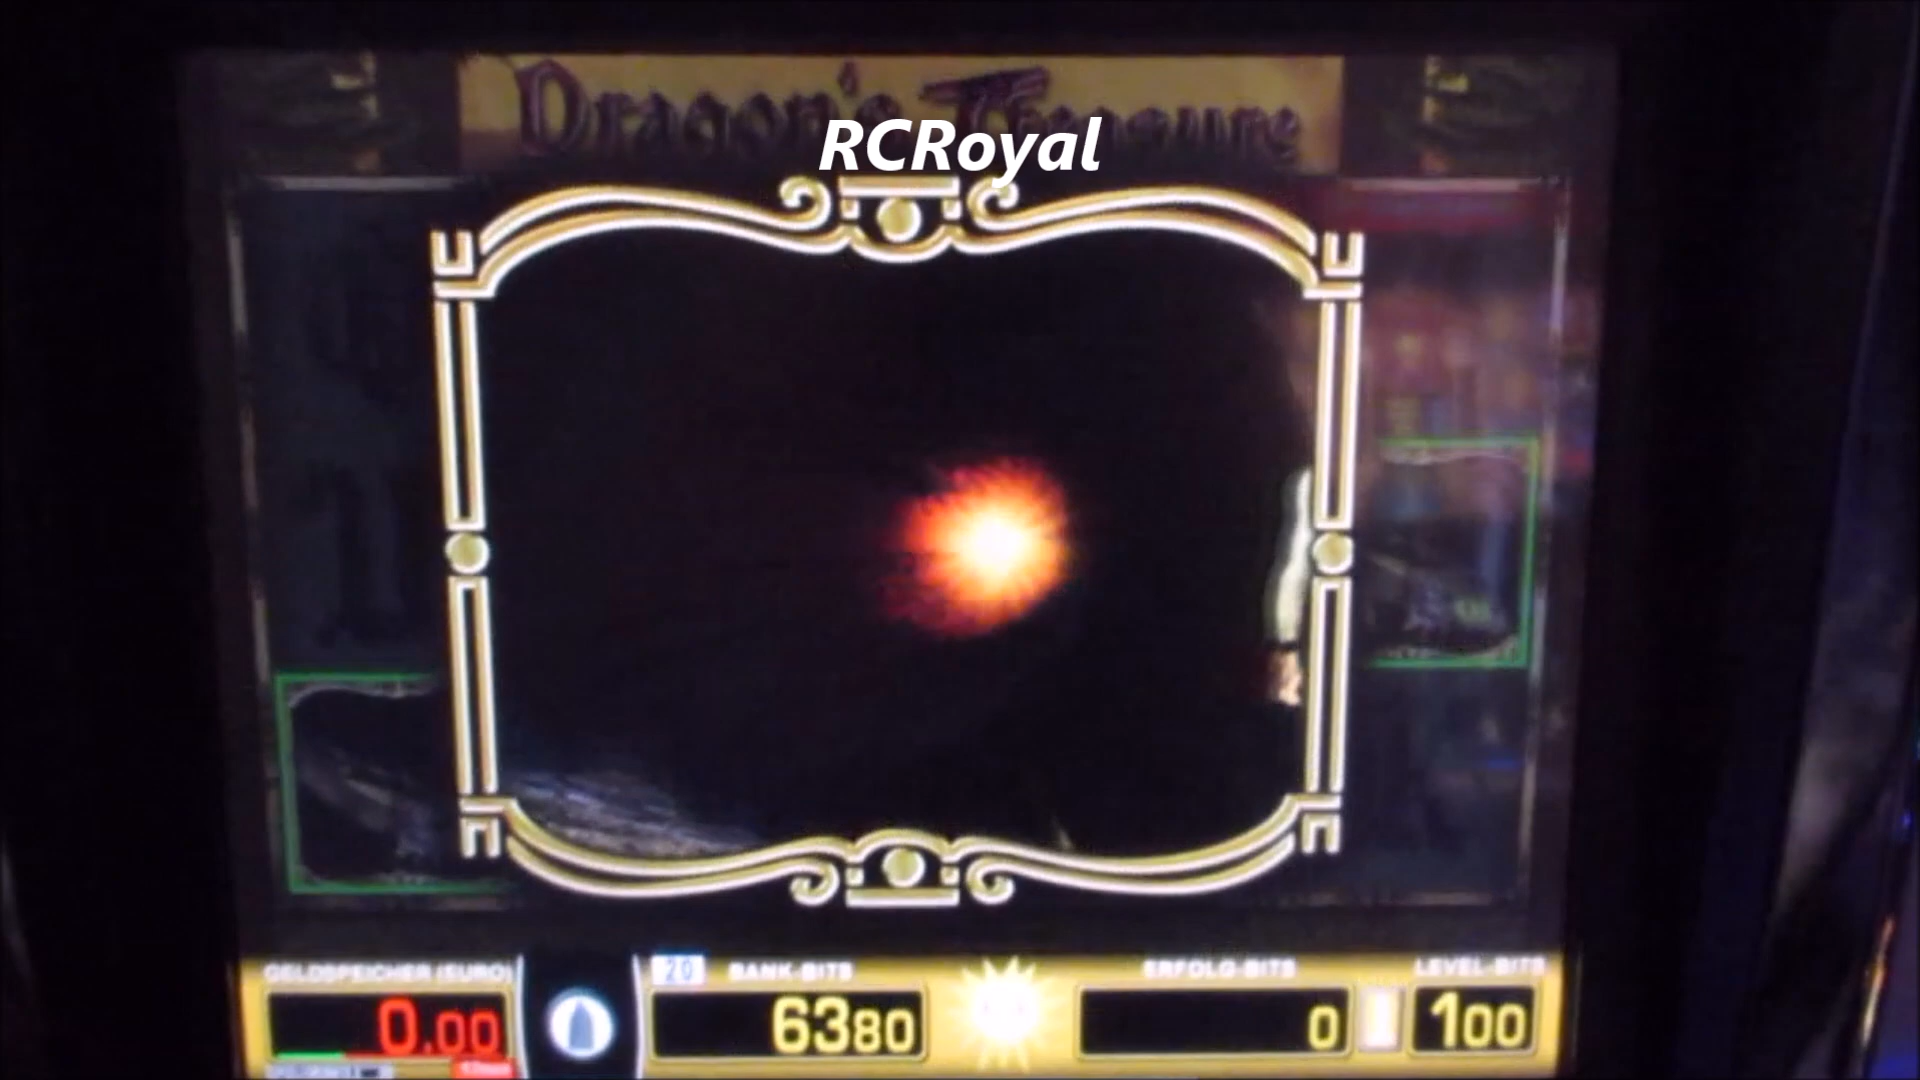 Dragon's Treasure
RCRoyal
GELDSPEICHER (EURO)
20
BANK-BITS
ERFOLG-BITS
LEVEL-BITS
0.00
6380
0
100